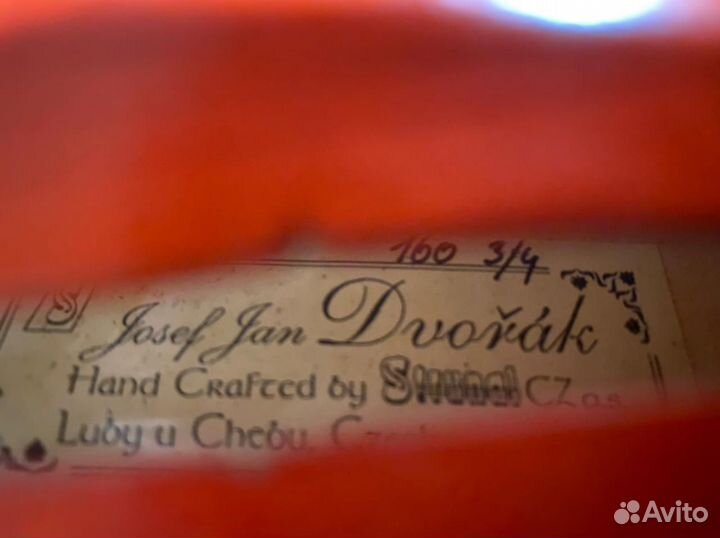 160 3/4
S
Josef Jan Dvořák
Hand Crafted by Strunal CZ a.s.
Luby u Chebu,
Avito